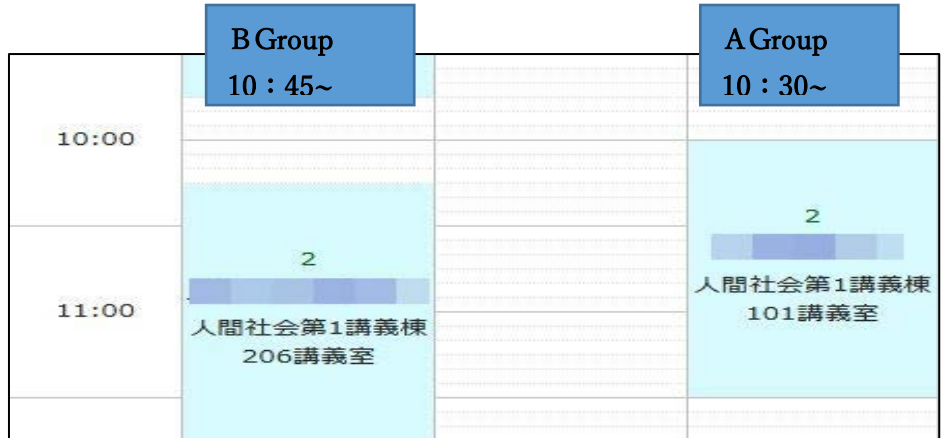 B Group
10：45~
A Group
10：30~
10:00
2
人間社会第1講義棟
101講義室
2
人間社会第1講義棟
206講義室
11:00